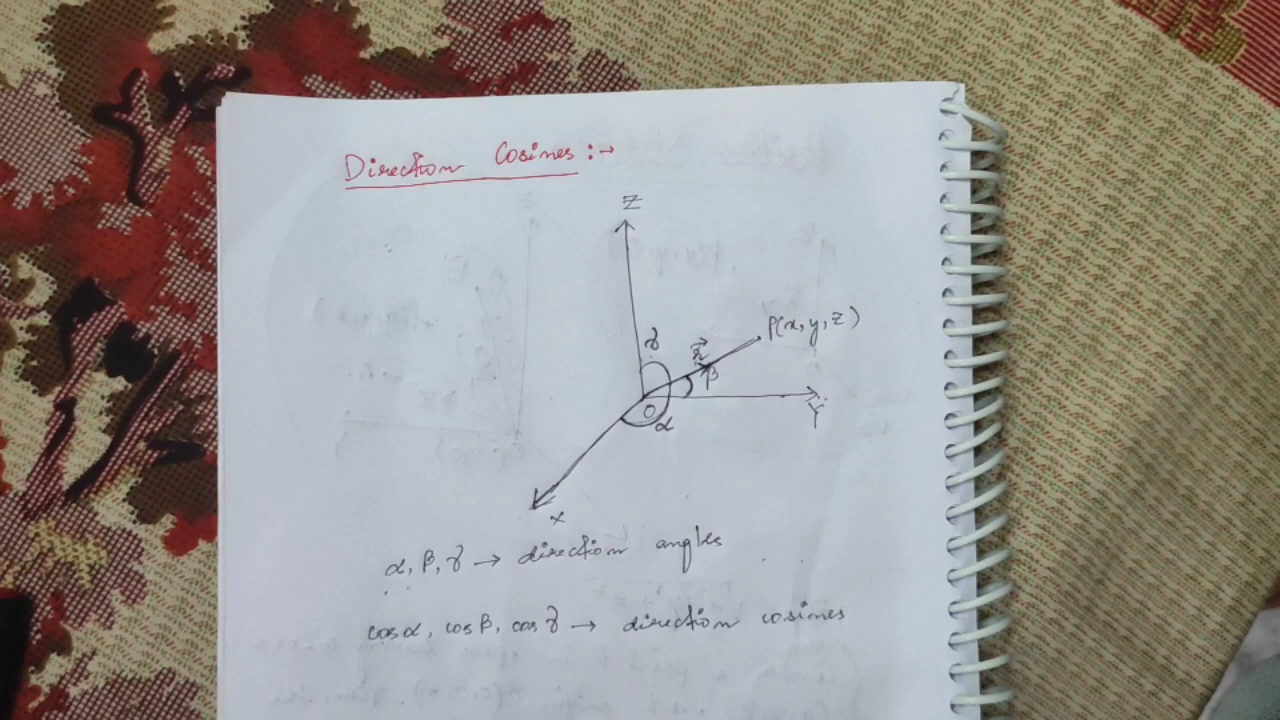 Direction Cosines :→
Z
P(x, y, z)
γ
r⃗
β
O
Y
α
X
α, β, γ → direction angles
cos α, cos β, cos γ → direction cosines